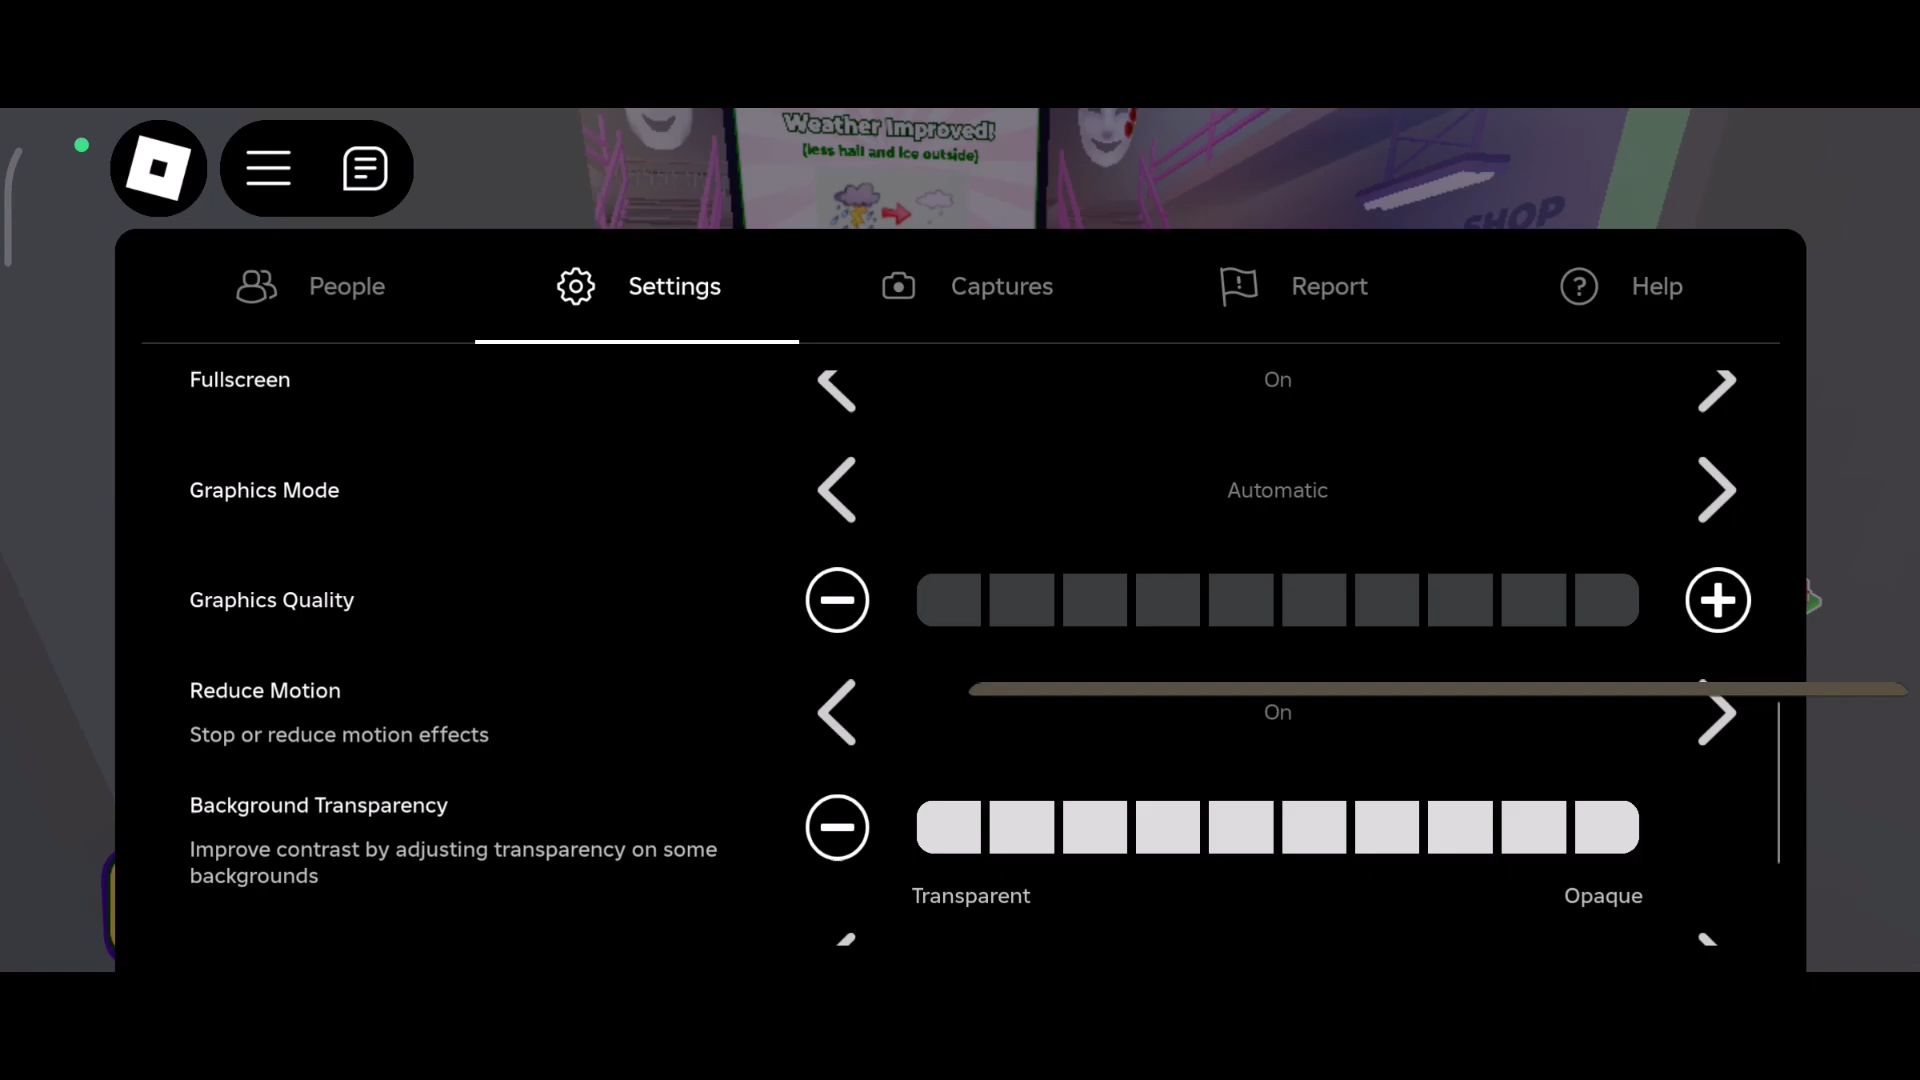 Weather Improved!
(less hail and Ice outside)
SHOP
People
Settings
Captures
Report
Help
Fullscreen
On
Graphics Mode
Automatic
Graphics Quality
Reduce Motion
Stop or reduce motion effects
On
Background Transparency
Improve contrast by adjusting transparency on some
backgrounds
Transparent
Opaque